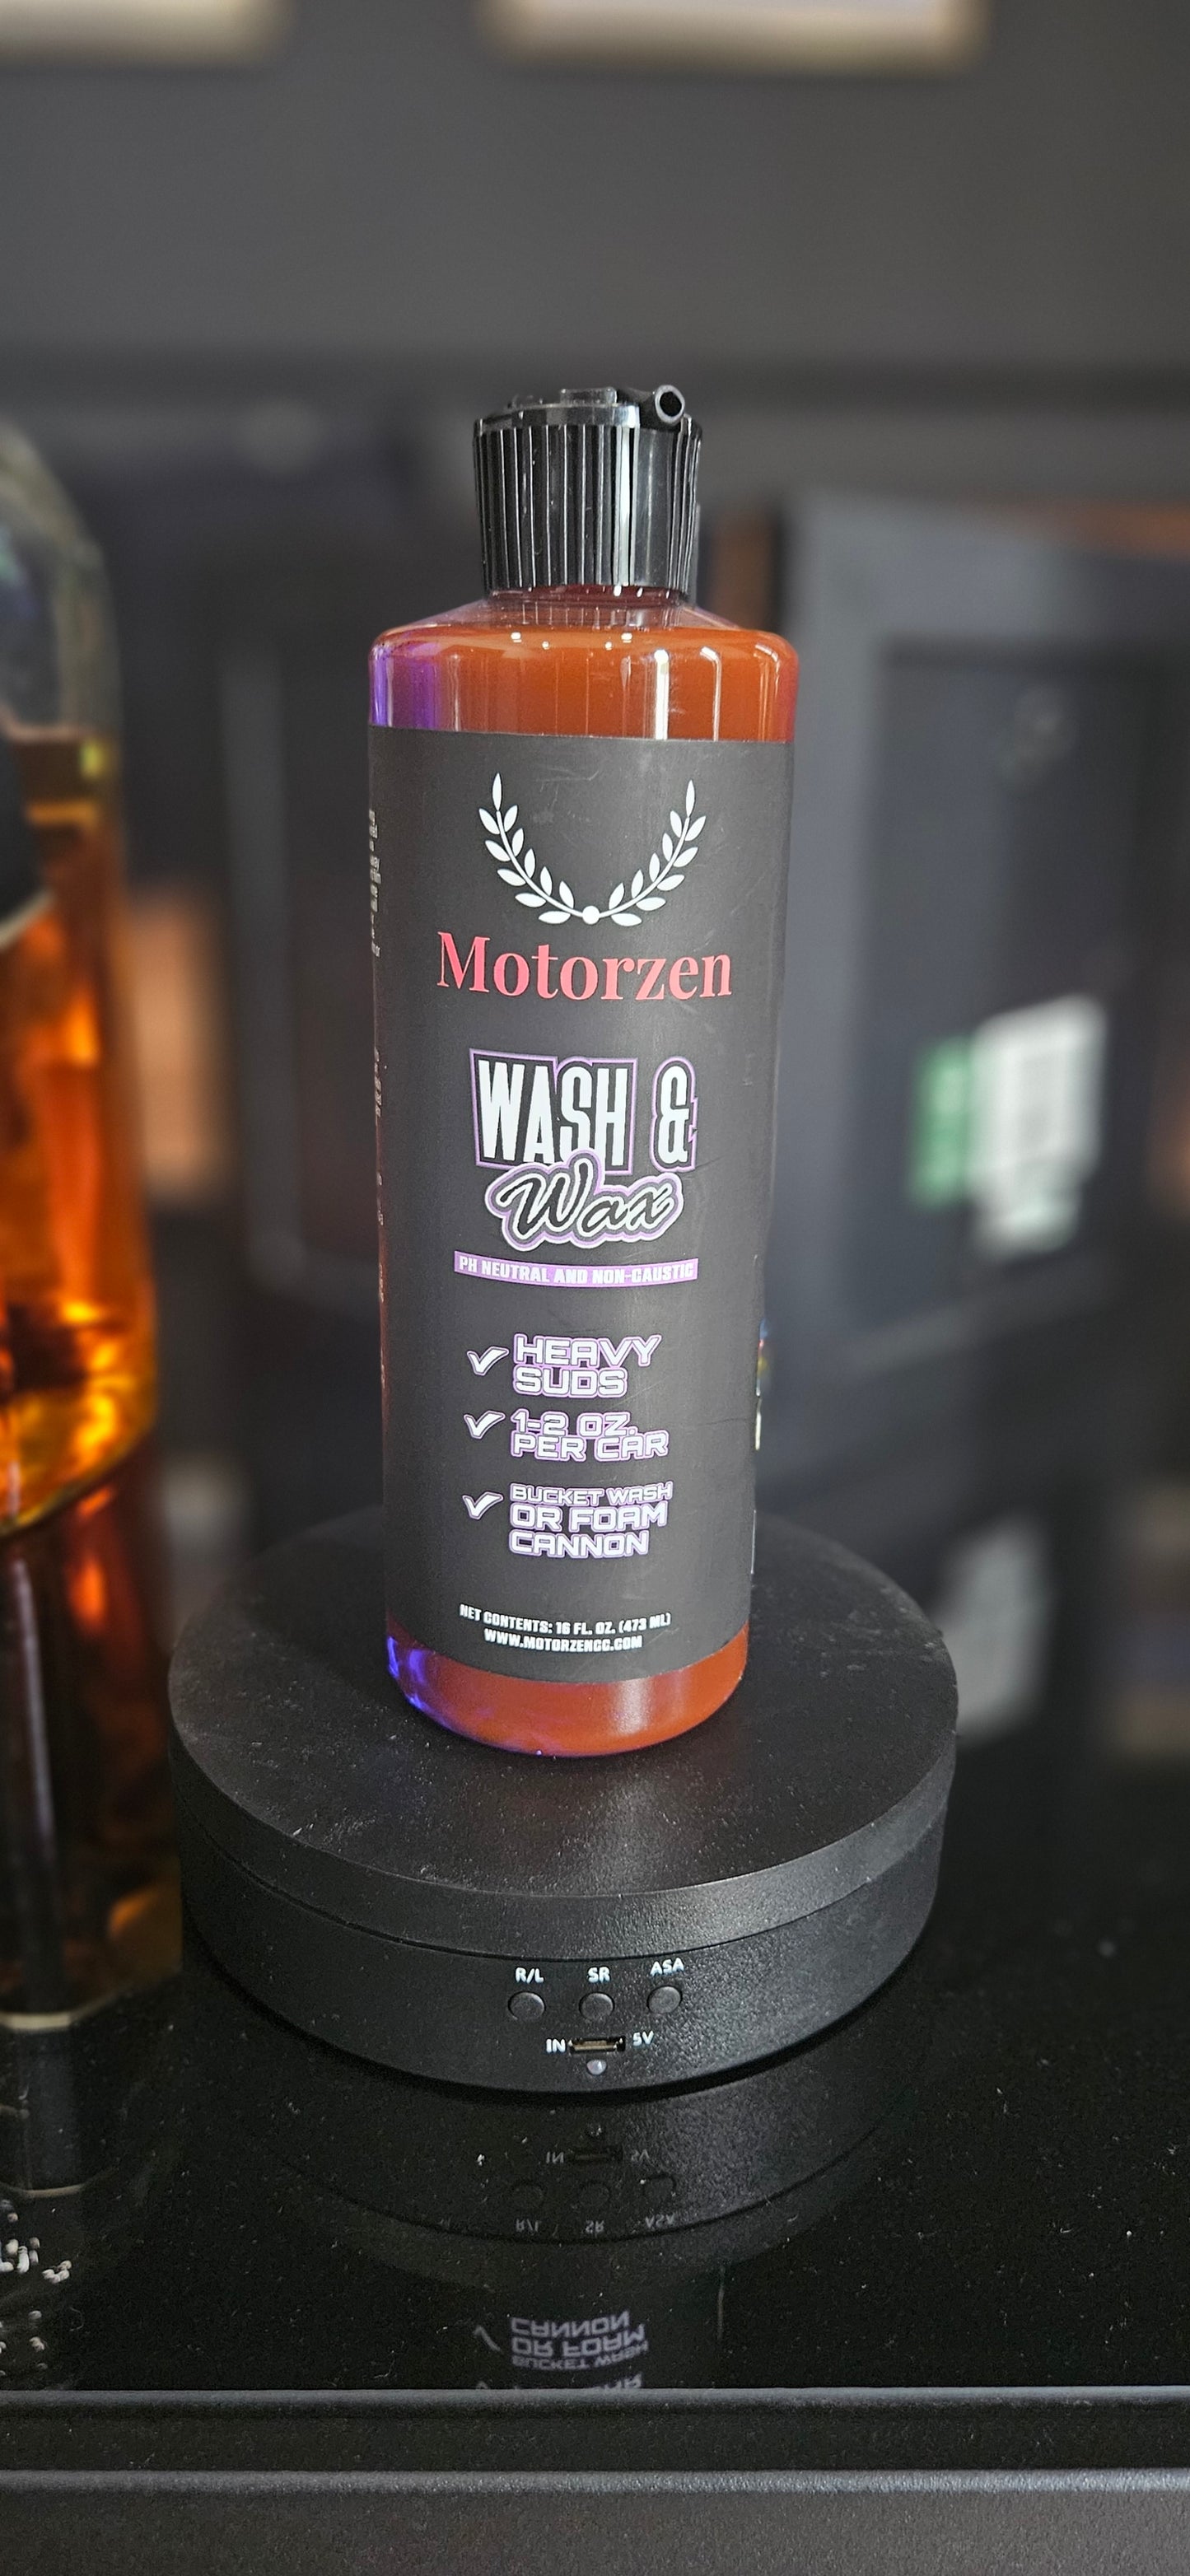 Motorzen
WASH &
Wax
PH NEUTRAL AND NON-CAUSTIC
HEAVY
SUDS
1-2 OZ.
PER CAR
BUCKET WASH
OR FOAM
CANNON
NET CONTENTS: 16 FL. OZ. (473 ML)
WWW.MOTORZENCC.COM
R/L SR ASA
IN 5V